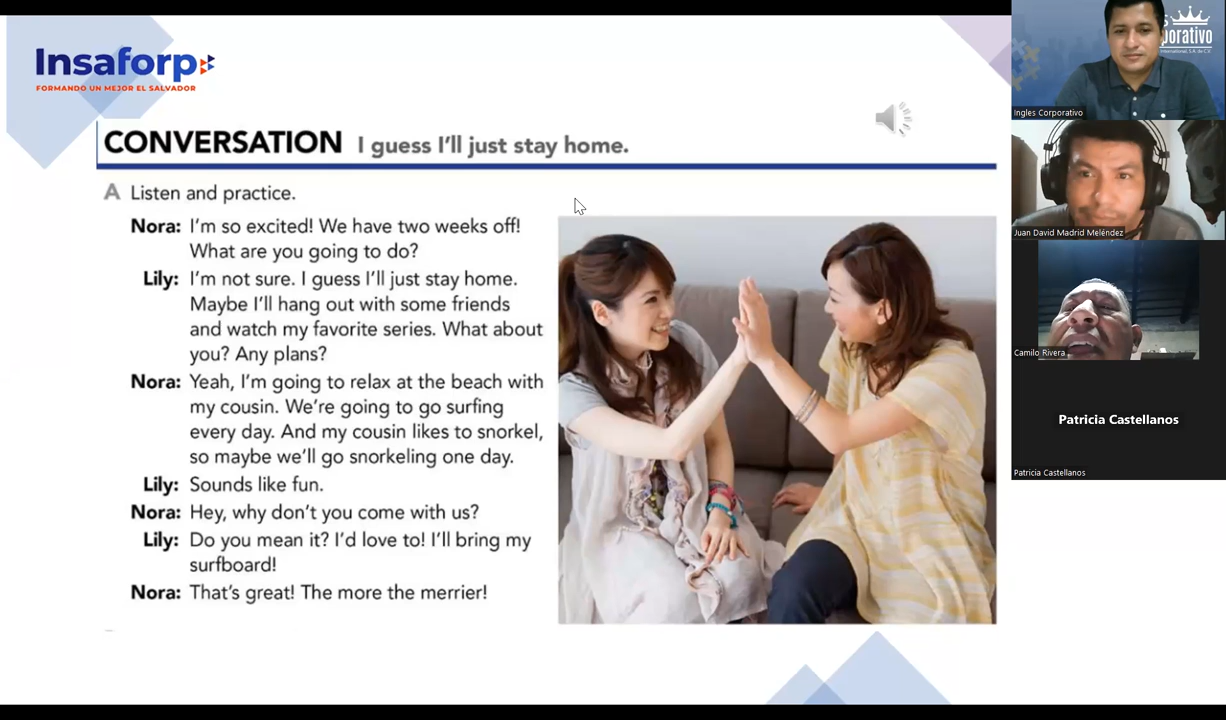 Insaforp
FORMANDO UN MEJOR EL SALVADOR
CONVERSATION I guess I'll just stay home.
A Listen and practice.
Nora: I'm so excited! We have two weeks off!
What are you going to do?
Lily: I'm not sure. I guess I'll just stay home.
Maybe I'll hang out with some friends
and watch my favorite series. What about
you? Any plans?
Nora: Yeah, I'm going to relax at the beach with
my cousin. We're going to go surfing
every day. And my cousin likes to snorkel,
so maybe we'll go snorkeling one day.
Lily: Sounds like fun.
Nora: Hey, why don't you come with us?
Lily: Do you mean it? I'd love to! I'll bring my
surfboard!
Nora: That's great! The more the merrier!
Ingles Corporativo
Juan David Madrid Meléndez
Camilo Rivera
Patricia Castellanos
Patricia Castellanos